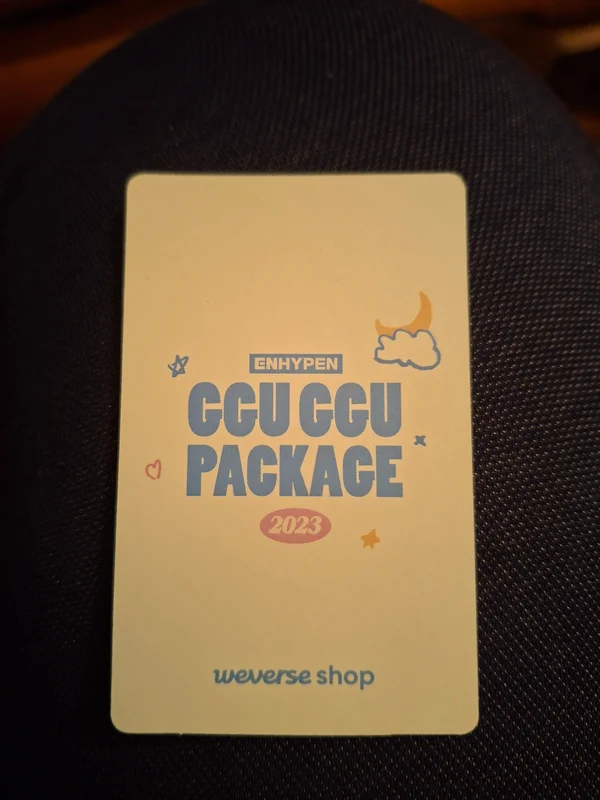 ENHYPEN
GGU GGU
PACKAGE
2023
weverse shop